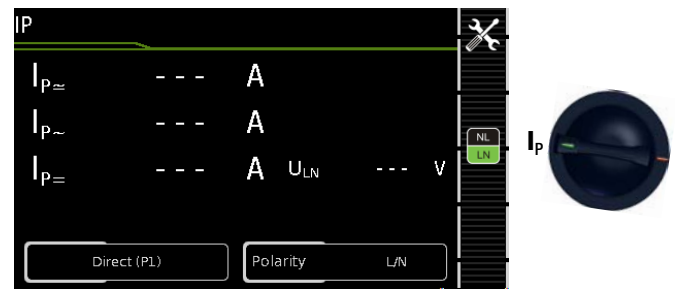 IP
IP≃ --- A
IP~ --- A
IP= --- A ULN --- V
NL
LN
IP
Direct (P1)
Polarity L/N